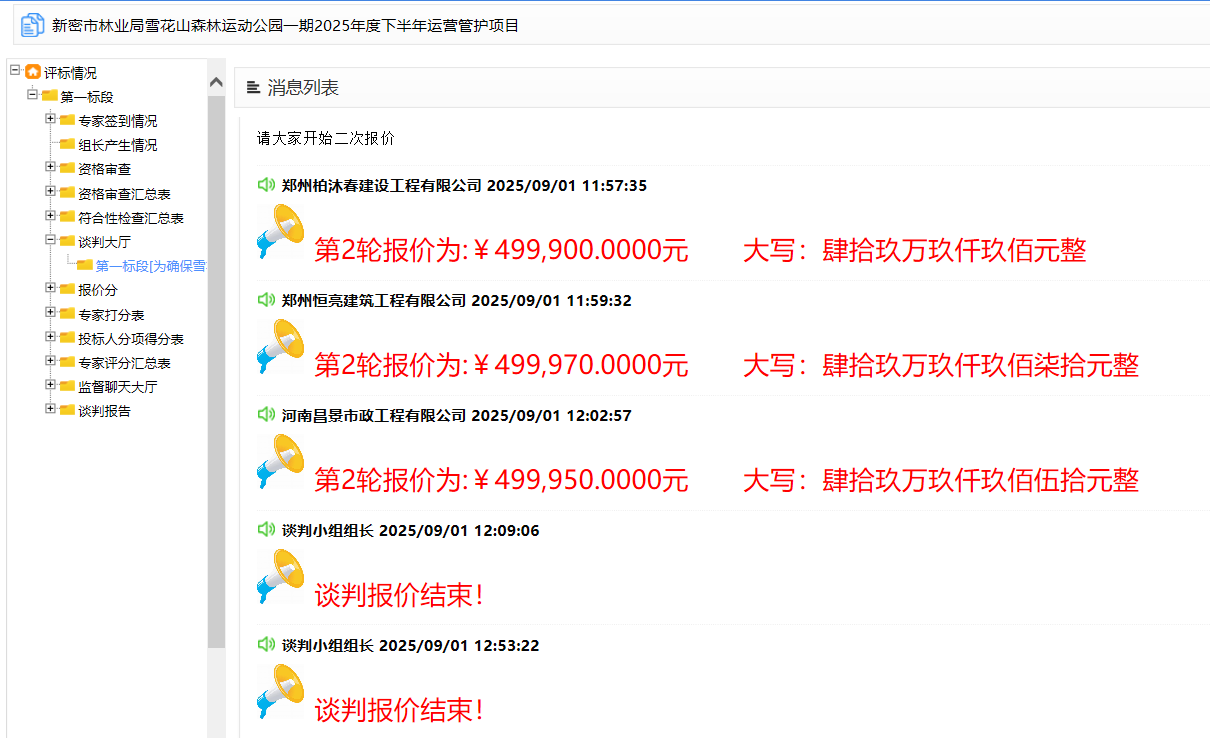 新密市林业局雪花山森林运动公园一期2025年度下半年运营管护项目
评标情况
第一标段
专家签到情况
组长产生情况
资格审查
资格审查汇总表
符合性检查汇总表
谈判大厅
第一标段[为确保雪
报价分
专家打分表
投标人分项得分表
专家评分汇总表
监督聊天大厅
谈判报告
消息列表
请大家开始二次报价
郑州柏沐春建设工程有限公司 2025/09/01 11:57:35
第2轮报价为:￥499,900.0000元 大写：肆拾玖万玖仟玖佰元整
郑州恒亮建筑工程有限公司 2025/09/01 11:59:32
第2轮报价为:￥499,970.0000元 大写：肆拾玖万玖仟玖佰柒拾元整
河南昌景市政工程有限公司 2025/09/01 12:02:57
第2轮报价为:￥499,950.0000元 大写：肆拾玖万玖仟玖佰伍拾元整
谈判小组组长 2025/09/01 12:09:06
谈判报价结束！
谈判小组组长 2025/09/01 12:53:22
谈判报价结束！